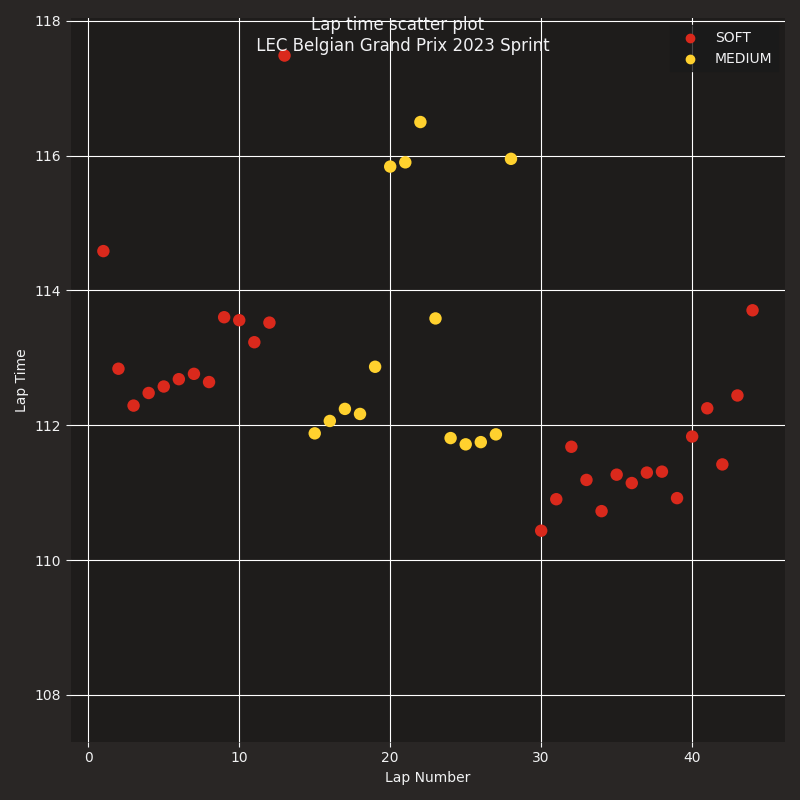 Lap time scatter plot
LEC Belgian Grand Prix 2023 Sprint
SOFT
MEDIUM
118
116
114
112
110
108
Lap Time
0 10 20 30 40
Lap Number